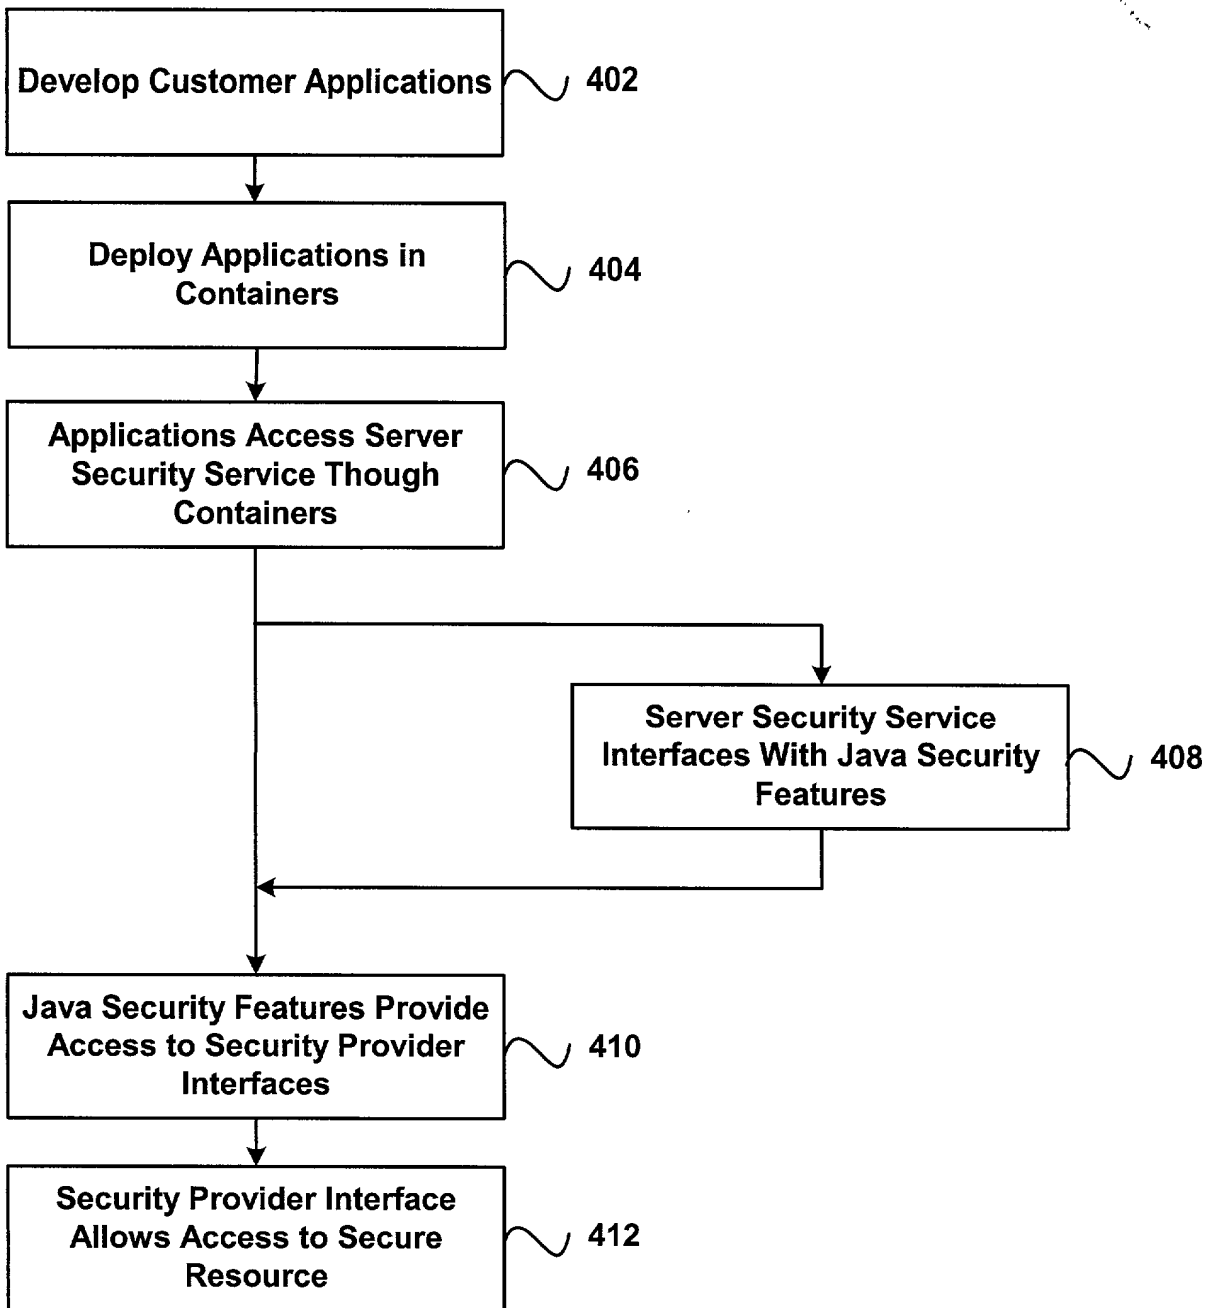 Develop Customer Applications
402
Deploy Applications in
Containers
404
Applications Access Server
Security Service Though
Containers
406
Server Security Service
Interfaces With Java Security
Features
408
Java Security Features Provide
Access to Security Provider
Interfaces
410
Security Provider Interface
Allows Access to Secure
Resource
412